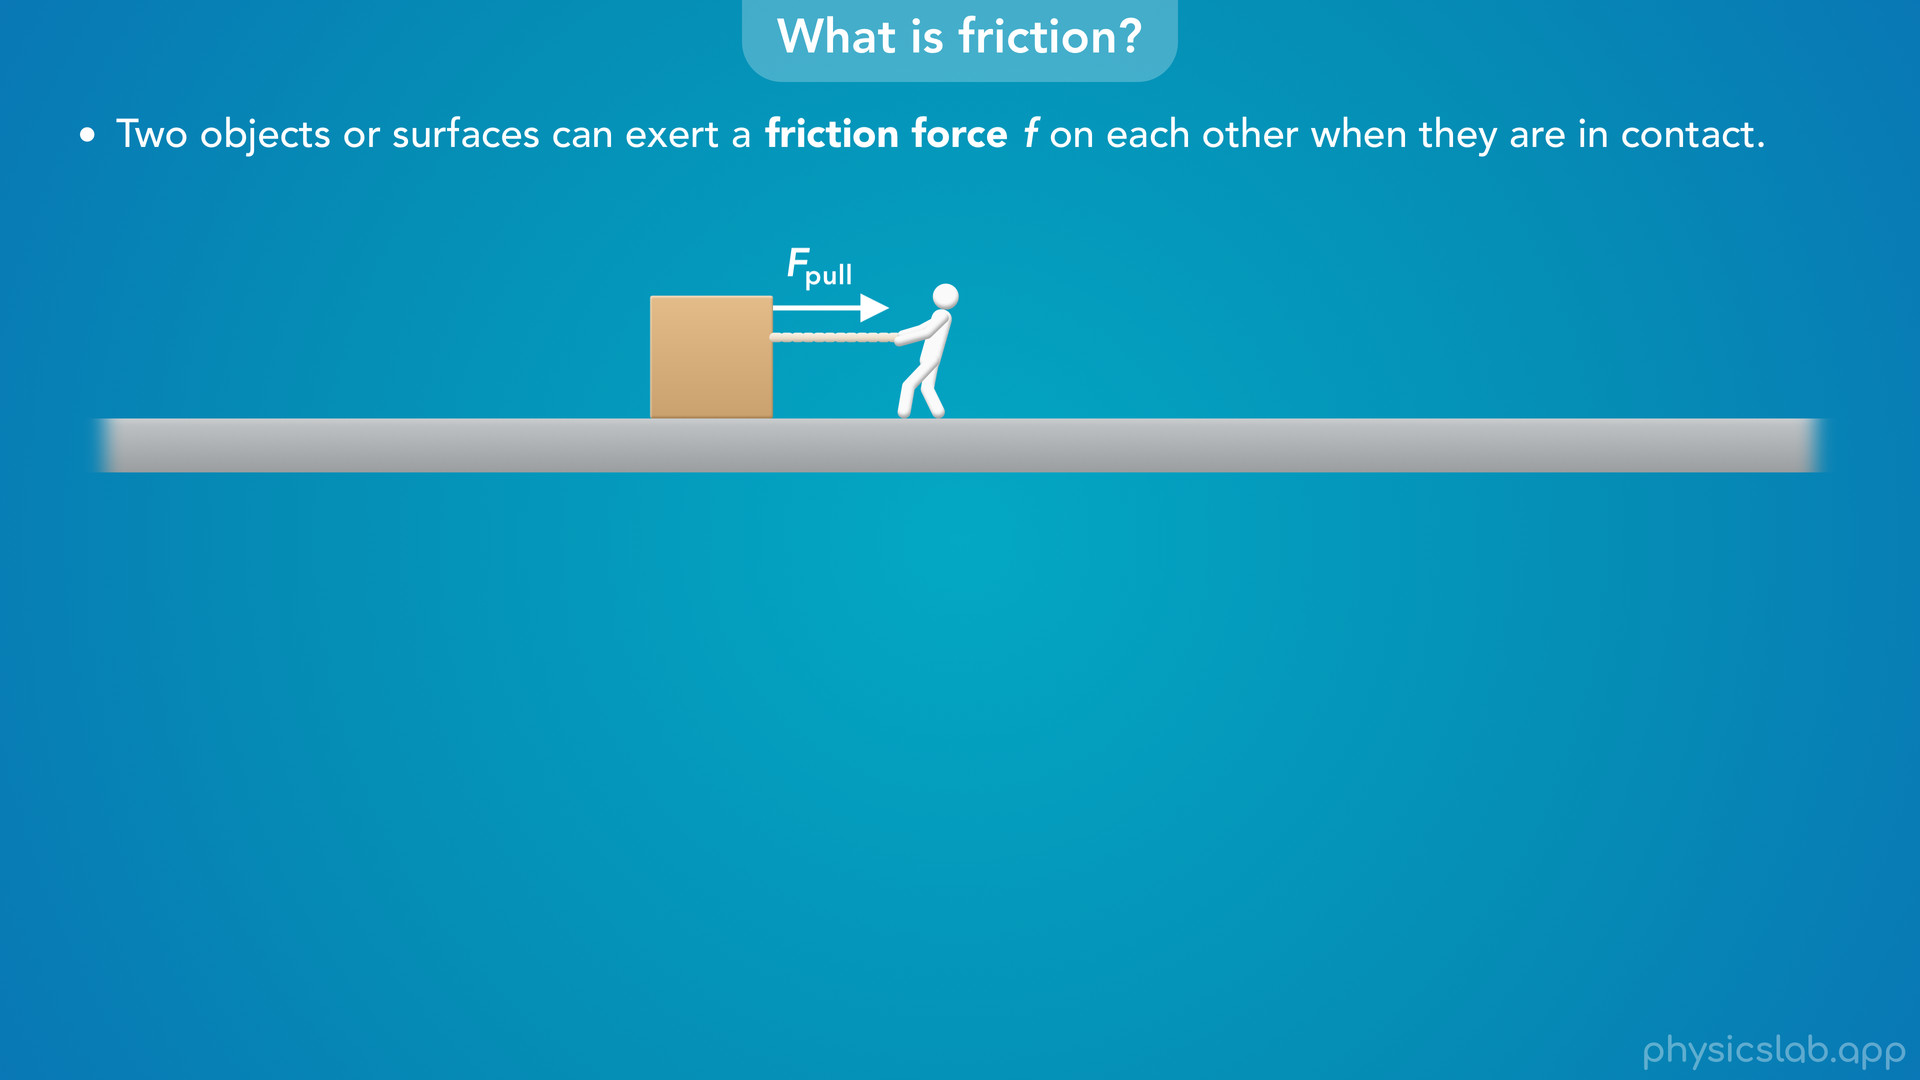 What is friction?
• Two objects or surfaces can exert a friction force f on each other when they are in contact.
Fpull
physicslab.app